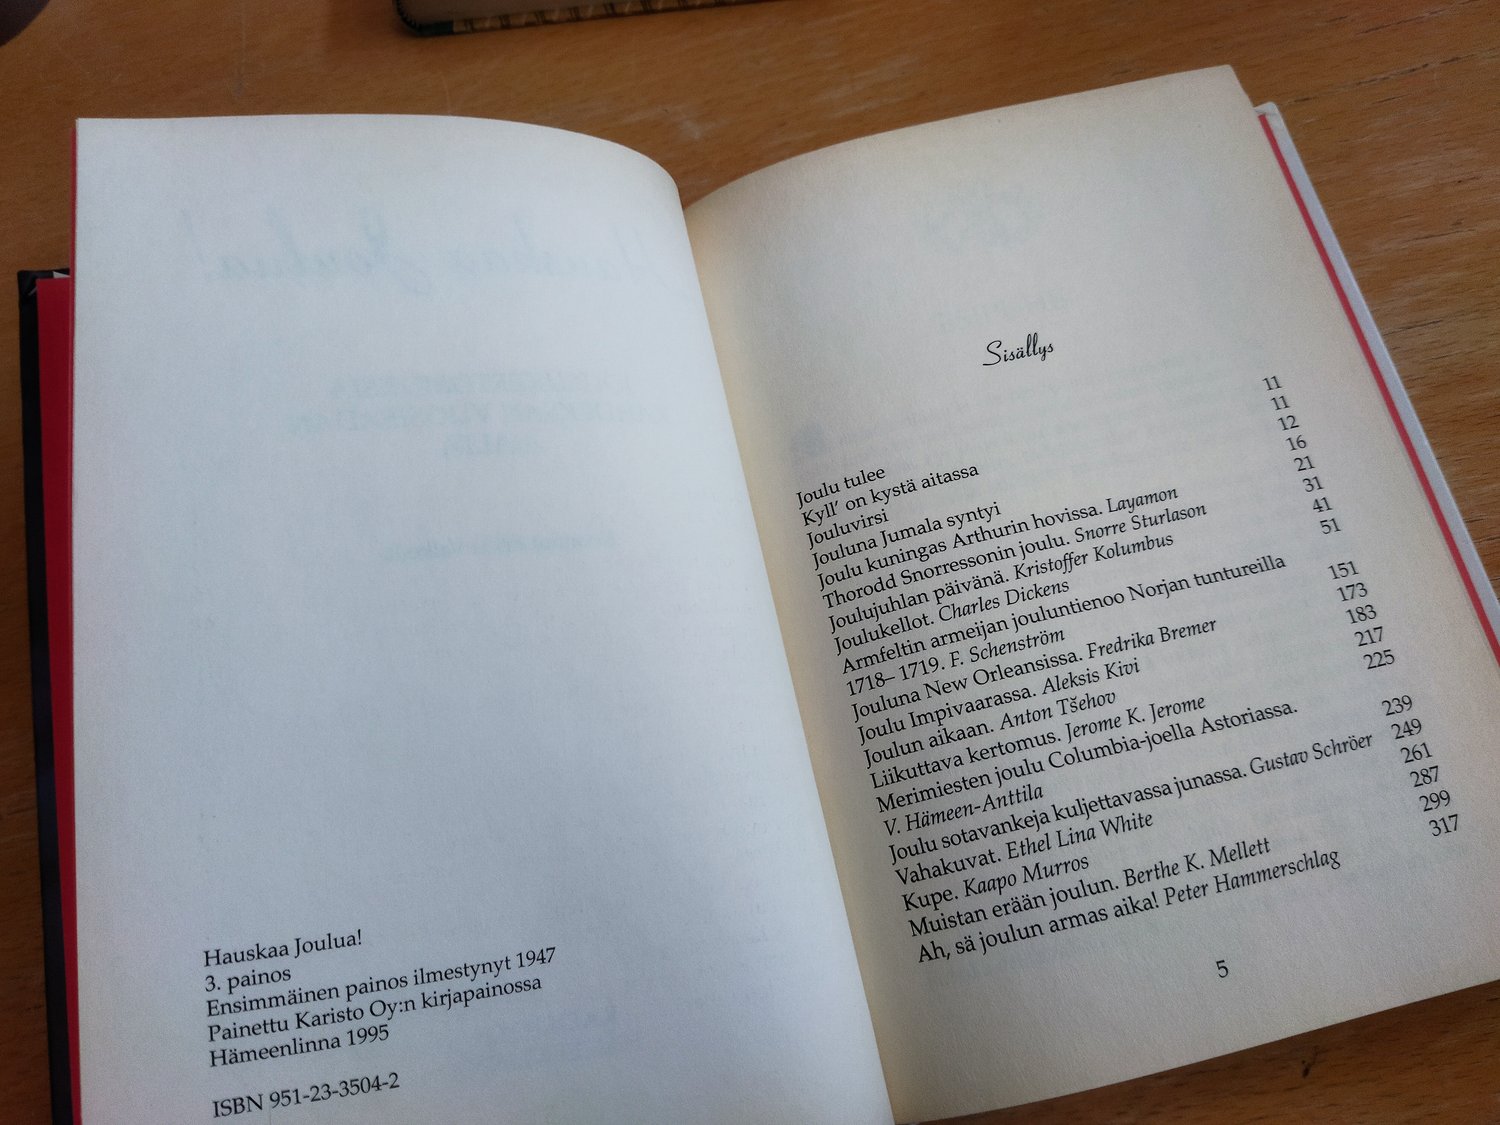 Hauskaa Joulua!
3. painos
Ensimmäinen painos ilmestynyt 1947
Painettu Karisto Oy:n kirjapainossa
Hämeenlinna 1995
ISBN 951-23-3504-2
Sisällys
Joulu tulee 11
Kyll' on kystä aitassa 11
Jouluvirsi 12
Jouluna Jumala syntyi 16
Joulu kuningas Arthurin hovissa. Layamon 21
Thorodd Snorressonin joulu. Snorre Sturlason 31
Joulujuhlan päivänä. Kristoffer Kolumbus 41
Joulukellot. Charles Dickens 51
Armfeltin armeijan jouluntienoo Norjan tuntureilla
1718– 1719. F. Schenström 151
Jouluna New Orleansissa. Fredrika Bremer 173
Joulu Impivaarassa. Aleksis Kivi 183
Joulun aikaan. Anton Tšehov 217
Liikuttava kertomus. Jerome K. Jerome 225
Merimiesten joulu Columbia-joella Astoriassa.
V. Hämeen-Anttila 239
Joulu sotavankeja kuljettavassa junassa. Gustav Schröer 249
Vahakuvat. Ethel Lina White 261
Kupe. Kaapo Murros 287
Muistan erään joulun. Berthe K. Mellett 299
Ah, sä joulun armas aika! Peter Hammerschlag 317
5